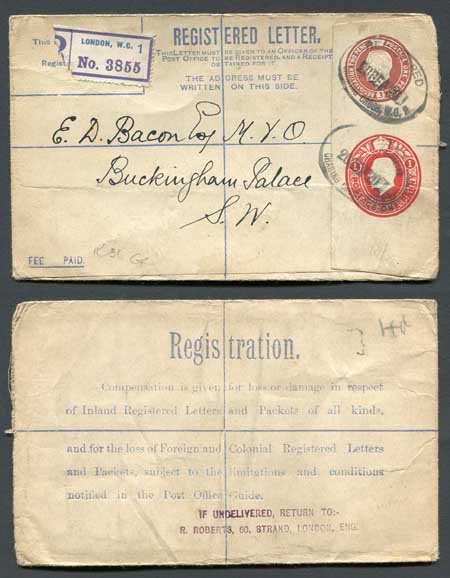 REGISTERED LETTER.
THIS LETTER MUST BE GIVEN TO AN OFFICER OF THE
POST OFFICE TO BE REGISTERED, AND A RECEIPT
OBTAINED FOR IT.
THE ADDRESS MUST BE
WRITTEN ON THIS SIDE.
This
Regist
R
LONDON, W.C. 1
No. 3855
E. D. Bacon Esq M.V.O
Buckingham Palace
S.W.
FEE PAID.
Registration.
Compensation is given for loss or damage in respect
of Inland Registered Letters and Packets of all kinds,
and for the loss of Foreign and Colonial Registered Letters
and Packets, subject to the limitations and conditions
notified in the Post Office Guide.
IF UNDELIVERED, RETURN TO:-
R. ROBERTS, 60, STRAND, LONDON, ENG.